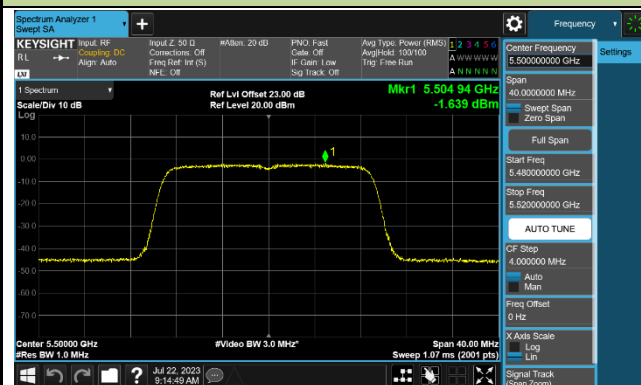 Spectrum Analyzer 1
Swept SA
Frequency
KEYSIGHT
RL
LXI
Input: RF
Coupling: DC
Align: Auto
Input Z: 50 Ω
Corrections: Off
Freq Ref: Int (S)
NFE: Off
#Atten: 20 dB
PNO: Fast
Gate: Off
IF Gain: Low
Sig Track: Off
Avg Type: Power (RMS)
Avg|Hold: 100/100
Trig: Free Run
1 2 3 4 5 6
A W W W W W
A N N N N N
1 Spectrum
Scale/Div 10 dB
Log
Ref Lvl Offset 23.00 dB
Ref Level 20.00 dBm
Mkr1 5.504 94 GHz
-1.639 dBm
10.0
0.00
-10.0
-20.0
-30.0
-40.0
-50.0
-60.0
-70.0
1
Center 5.50000 GHz
#Res BW 1.0 MHz
#Video BW 3.0 MHz*
Span 40.00 MHz
Sweep 1.07 ms (2001 pts)
Jul 22, 2023
9:14:49 AM
Center Frequency
5.500000000 GHz
Settings
Span
40.0000000 MHz
Swept Span
Zero Span
Full Span
Start Freq
5.480000000 GHz
Stop Freq
5.520000000 GHz
AUTO TUNE
CF Step
4.000000 MHz
Auto
Man
Freq Offset
0 Hz
X Axis Scale
Log
Lin
Signal Track
(Span Zoom)